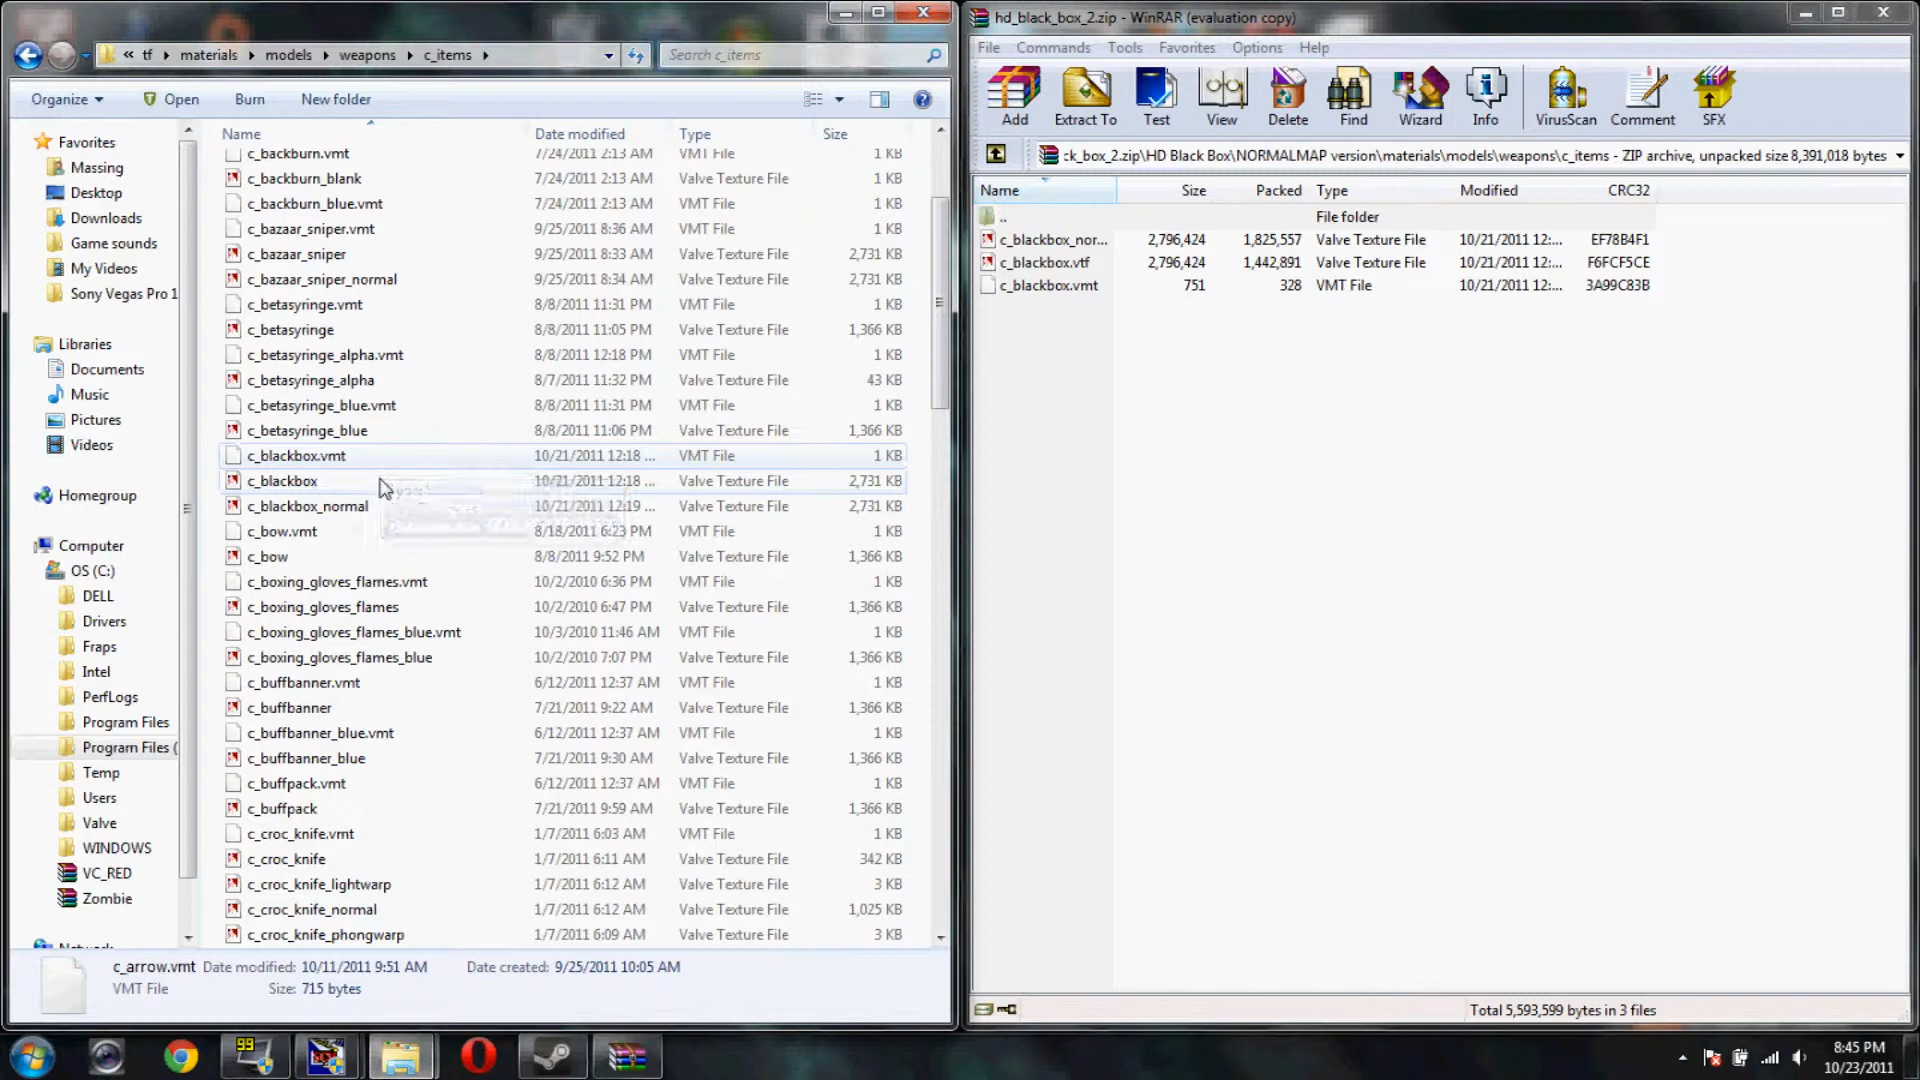 hd_black_box_2.zip - WinRAR (evaluation copy)
« tf materials models weapons c_items
Search c_items
File Commands Tools Favorites Options Help
Organize Open Burn New folder
Add Extract To Test View Delete Find Wizard Info VirusScan Comment SFX
ck_box_2.zip\HD Black Box\NORMALMAP version\materials\models\weapons\c_items - ZIP archive, unpacked size 8,391,018 bytes
Name Date modified Type Size
Name Size Packed Type Modified CRC32
.. File folder
c_blackbox_nor... 2,796,424 1,825,557 Valve Texture File 10/21/2011 12:... EF78B4F1
c_blackbox.vtf 2,796,424 1,442,891 Valve Texture File 10/21/2011 12:... F6FCF5CE
c_blackbox.vmt 751 328 VMT File 10/21/2011 12:... 3A99C83B
Favorites
Massing
Desktop
Downloads
Game sounds
My Videos
Sony Vegas Pro 1
Libraries
Documents
Music
Pictures
Videos
Homegroup
Computer
OS (C:)
DELL
Drivers
Fraps
Intel
PerfLogs
Program Files
Program Files (
Temp
Users
Valve
WINDOWS
VC_RED
Zombie
Network
c_backburn.vmt 7/24/2011 2:13 AM VMT File 1 KB
c_backburn_blank 7/24/2011 2:13 AM Valve Texture File 1 KB
c_backburn_blue.vmt 7/24/2011 2:13 AM VMT File 1 KB
c_bazaar_sniper.vmt 9/25/2011 8:36 AM VMT File 1 KB
c_bazaar_sniper 9/25/2011 8:33 AM Valve Texture File 2,731 KB
c_bazaar_sniper_normal 9/25/2011 8:34 AM Valve Texture File 2,731 KB
c_betasyringe.vmt 8/8/2011 11:31 PM VMT File 1 KB
c_betasyringe 8/8/2011 11:05 PM Valve Texture File 1,366 KB
c_betasyringe_alpha.vmt 8/8/2011 12:18 PM VMT File 1 KB
c_betasyringe_alpha 8/7/2011 11:32 PM Valve Texture File 43 KB
c_betasyringe_blue.vmt 8/8/2011 11:31 PM VMT File 1 KB
c_betasyringe_blue 8/8/2011 11:06 PM Valve Texture File 1,366 KB
c_blackbox.vmt 10/21/2011 12:18 ... VMT File 1 KB
c_blackbox 10/21/2011 12:18 ... Valve Texture File 2,731 KB
c_blackbox_normal 10/21/2011 12:19 ... Valve Texture File 2,731 KB
c_bow.vmt 8/18/2011 6:23 PM VMT File 1 KB
c_bow 8/8/2011 9:52 PM Valve Texture File 1,366 KB
c_boxing_gloves_flames.vmt 10/2/2010 6:36 PM VMT File 1 KB
c_boxing_gloves_flames 10/2/2010 6:47 PM Valve Texture File 1,366 KB
c_boxing_gloves_flames_blue.vmt 10/3/2010 11:46 AM VMT File 1 KB
c_boxing_gloves_flames_blue 10/2/2010 7:07 PM Valve Texture File 1,366 KB
c_buffbanner.vmt 6/12/2011 12:37 AM VMT File 1 KB
c_buffbanner 7/21/2011 9:22 AM Valve Texture File 1,366 KB
c_buffbanner_blue.vmt 6/12/2011 12:37 AM VMT File 1 KB
c_buffbanner_blue 7/21/2011 9:30 AM Valve Texture File 1,366 KB
c_buffpack.vmt 6/12/2011 12:37 AM VMT File 1 KB
c_buffpack 7/21/2011 9:59 AM Valve Texture File 1,366 KB
c_croc_knife.vmt 1/7/2011 6:03 AM VMT File 1 KB
c_croc_knife 1/7/2011 6:11 AM Valve Texture File 342 KB
c_croc_knife_lightwarp 1/7/2011 6:12 AM Valve Texture File 3 KB
c_croc_knife_normal 1/7/2011 6:12 AM Valve Texture File 1,025 KB
c_croc_knife_phongwarp 1/7/2011 6:09 AM Valve Texture File 3 KB
c_arrow.vmt Date modified: 10/11/2011 9:51 AM Date created: 9/25/2011 10:05 AM
VMT File Size: 715 bytes
Total 5,593,599 bytes in 3 files
99
8:45 PM
10/23/2011